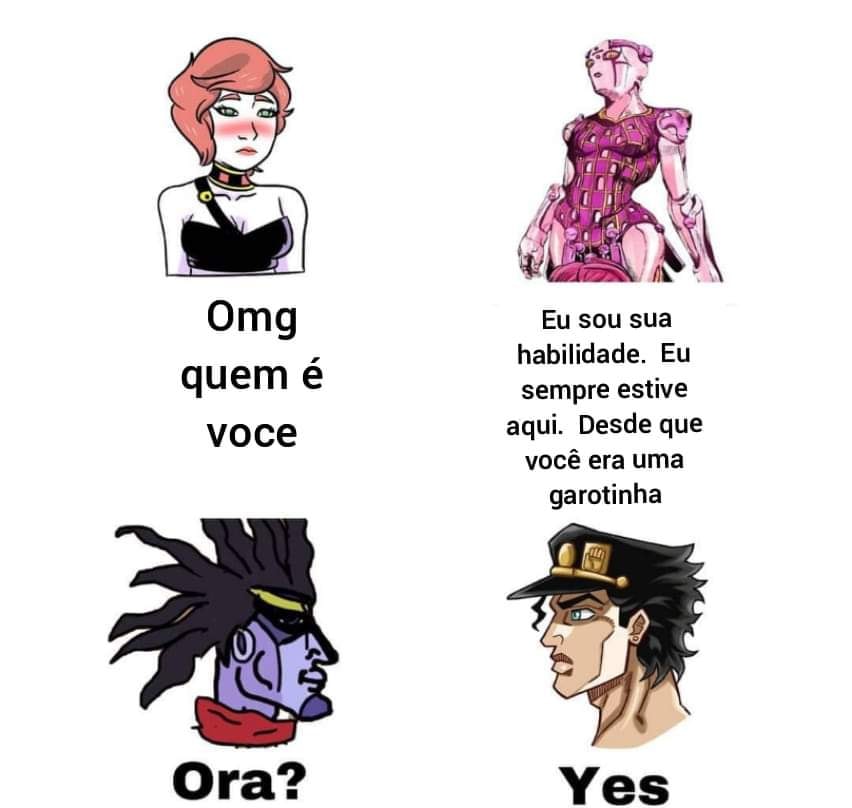 Omg
quem é
voce
Eu sou sua
habilidade. Eu
sempre estive
aqui. Desde que
você era uma
garotinha
Ora?
Yes